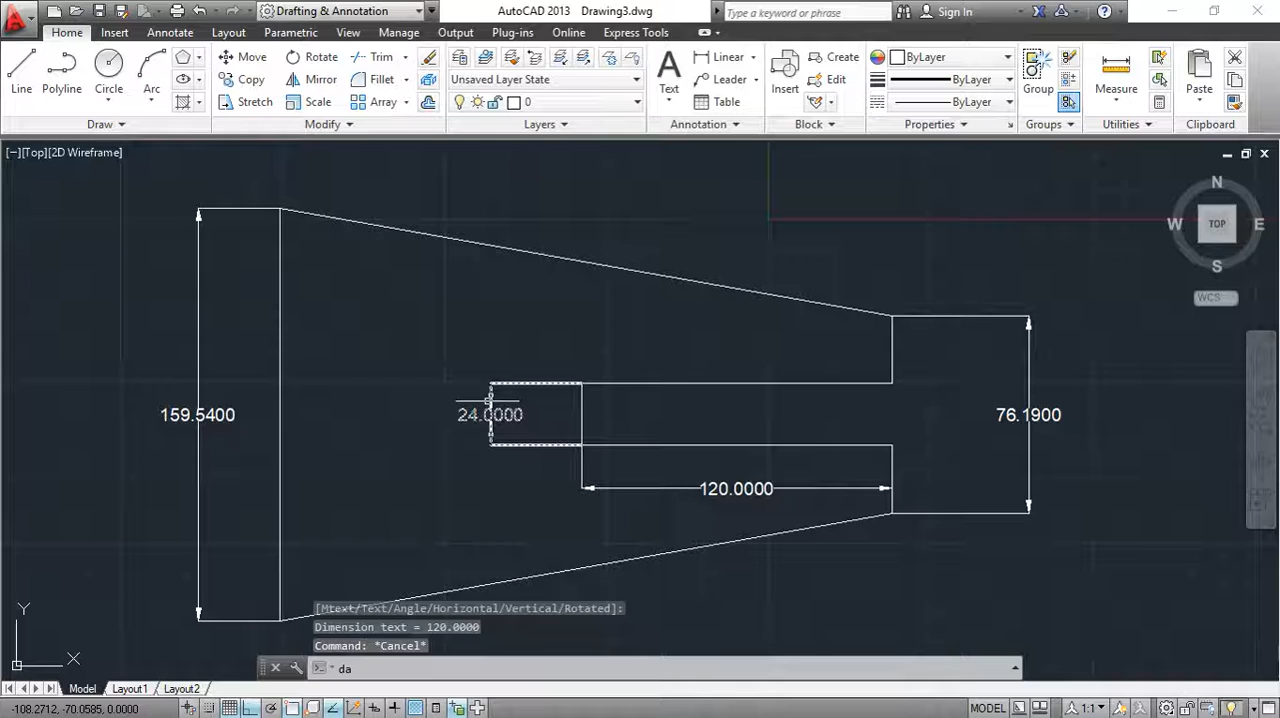 Drafting & Annotation
AutoCAD 2013 Drawing3.dwg
Type a keyword or phrase
Sign In
Home Insert Annotate Layout Parametric View Manage Output Plug-ins Online Express Tools
Line
Polyline
Circle
Arc
Draw
Move
Copy
Stretch
Rotate
Mirror
Scale
Trim
Fillet
Array
Modify
Unsaved Layer State
0
Layers
Text
Linear
Leader
Table
Annotation
Insert
Create
Edit
Block
ByLayer
ByLayer
ByLayer
Properties
Group
Groups
Measure
Utilities
Paste
Clipboard
[−][Top][2D Wireframe]
N
W TOP E
S
WCS
159.5400
24.0000
76.1900
120.0000
[Mtext/Text/Angle/Horizontal/Vertical/Rotated]:
Dimension text = 120.0000
Command: *Cancel*
da
Y
X
Model Layout1 Layout2
-108.2712, -70.0585, 0.0000
MODEL
1:1